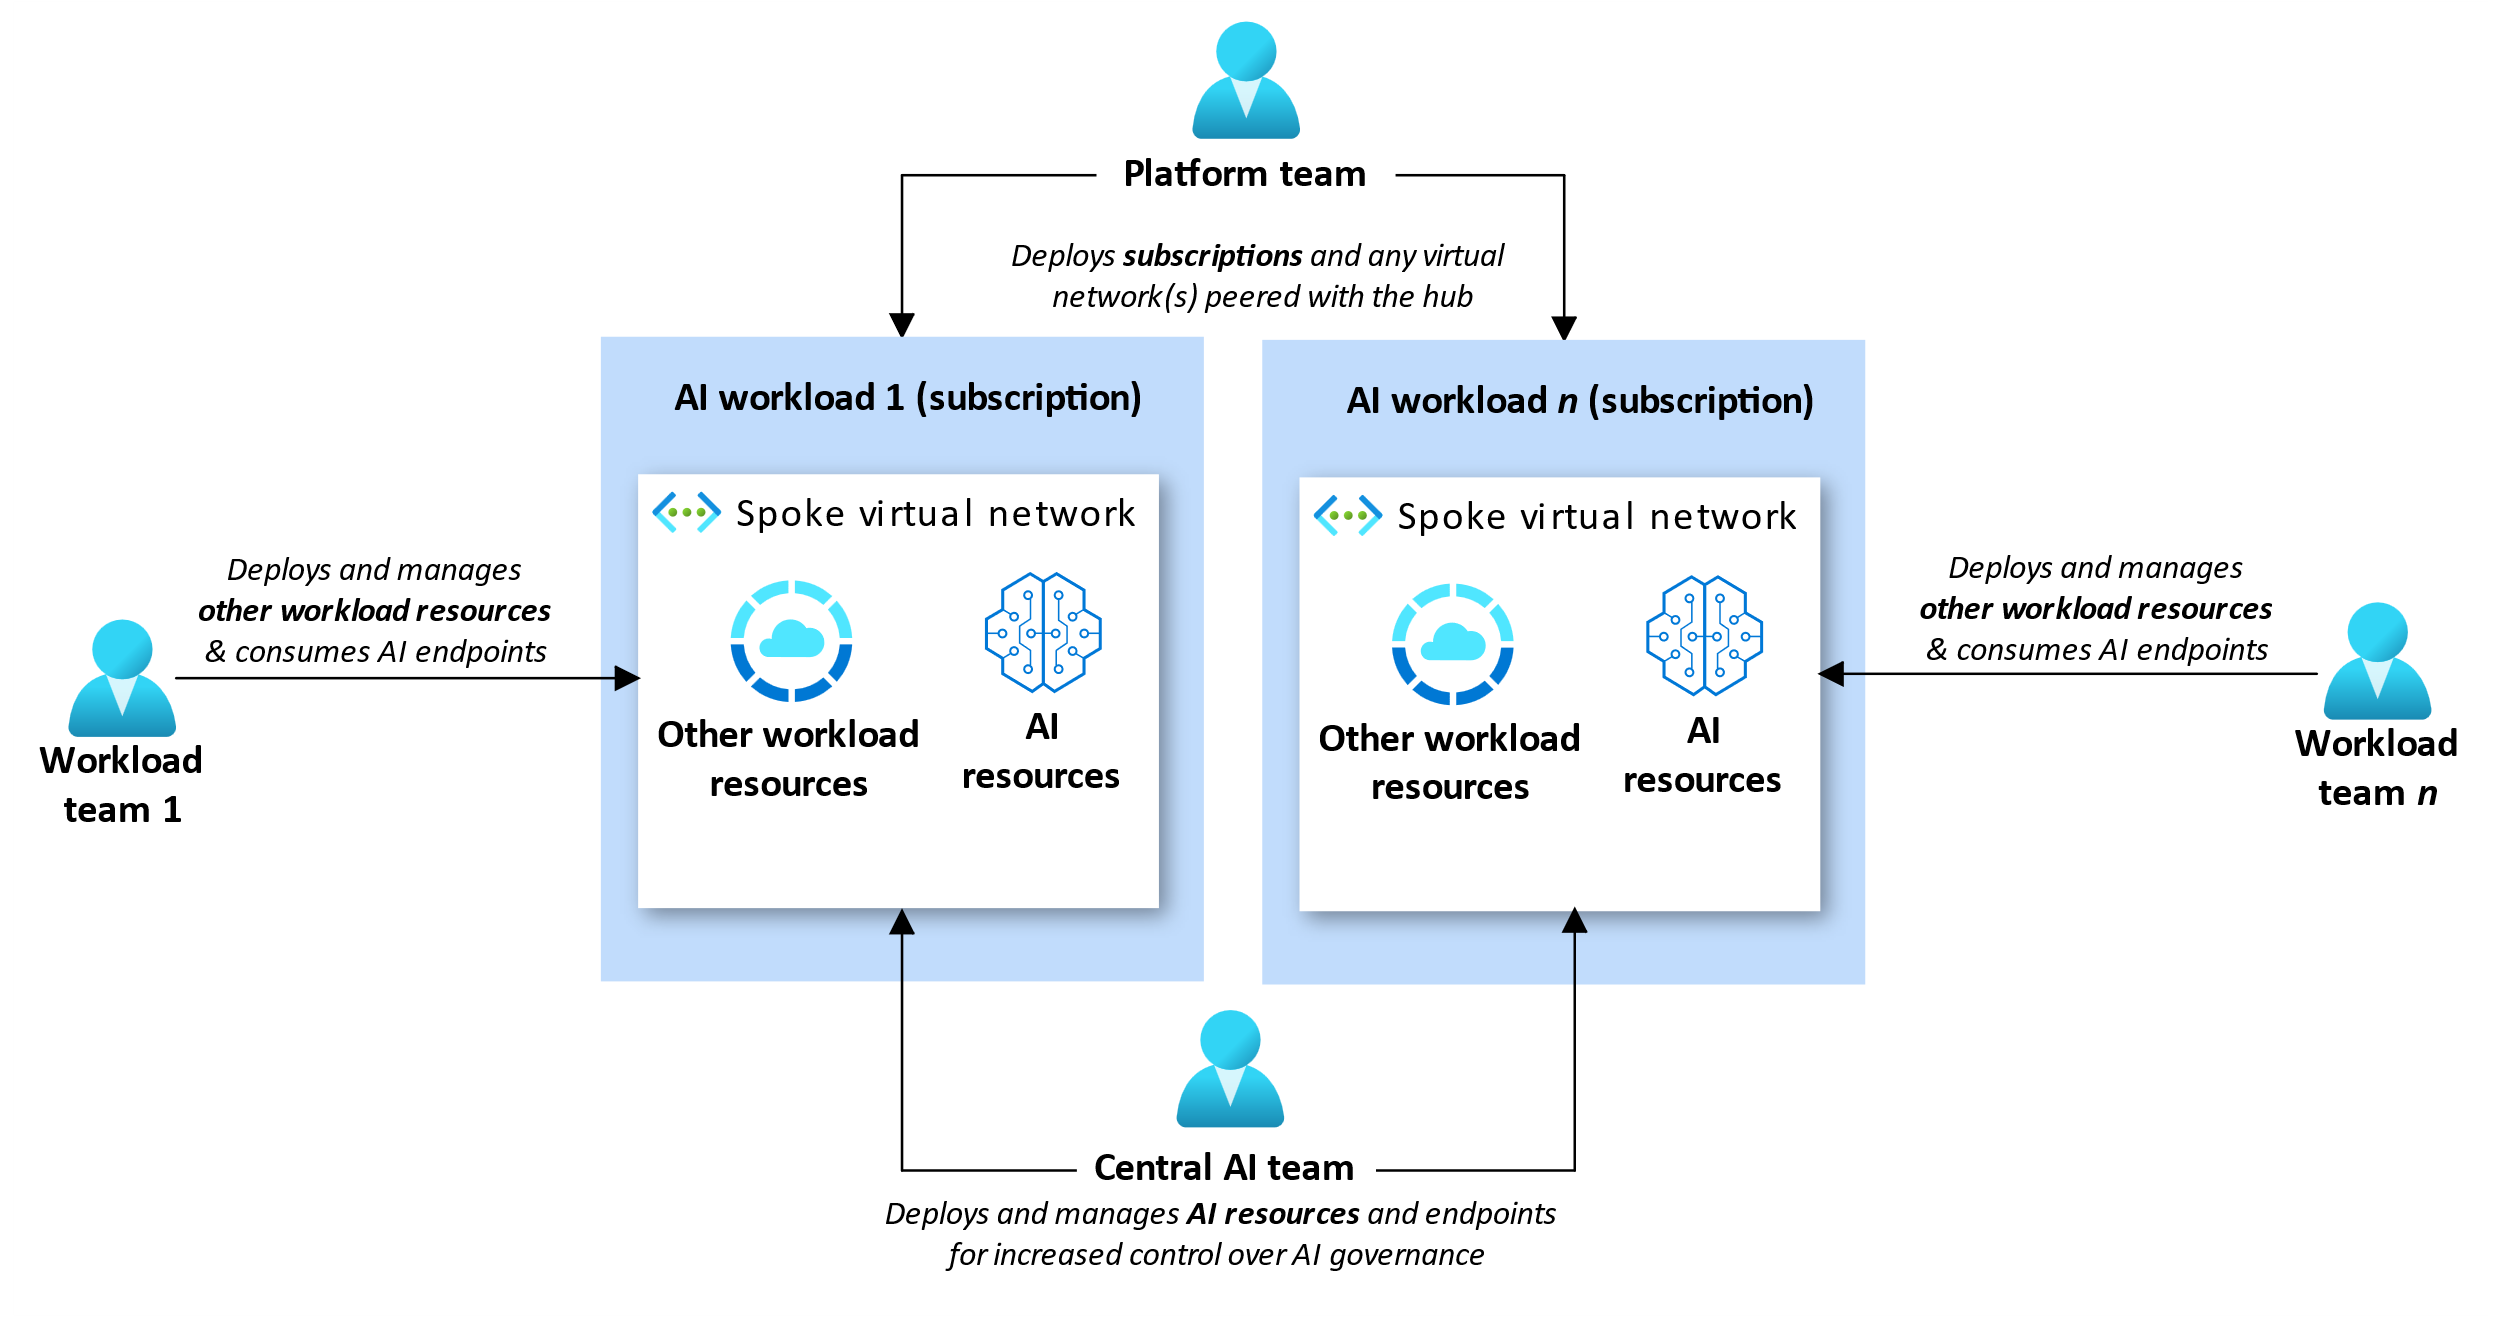 Platform team
Deploys subscriptions and any virtual
network(s) peered with the hub
AI workload 1 (subscription)
AI workload n (subscription)
Spoke virtual network
Spoke virtual network
Deploys and manages
other workload resources
& consumes AI endpoints
Deploys and manages
other workload resources
& consumes AI endpoints
Workload
team 1
Other workload
resources
AI
resources
Other workload
resources
AI
resources
Workload
team n
Central AI team
Deploys and manages AI resources and endpoints
for increased control over AI governance